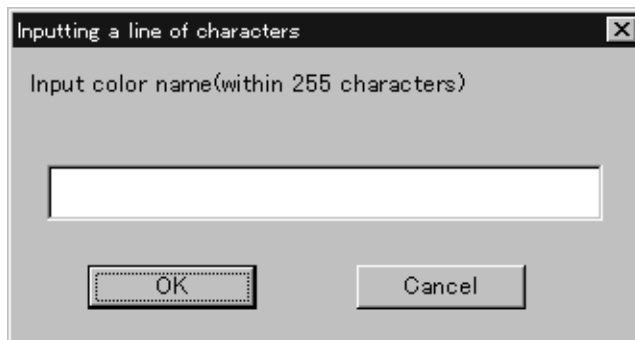 Inputting a line of characters
Input color name(within 255 characters)
OK
Cancel